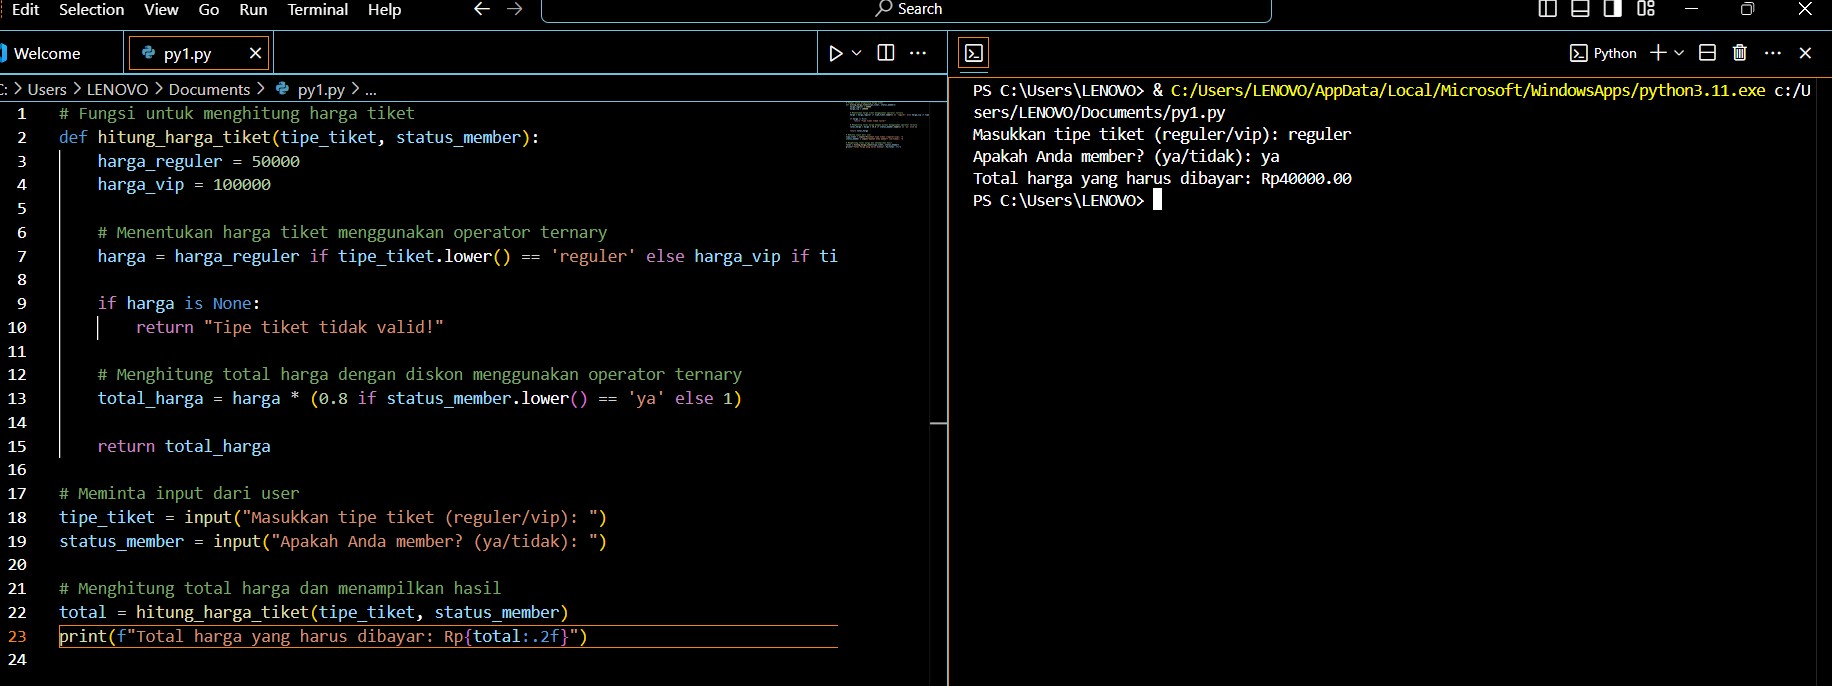 Edit Selection View Go Run Terminal Help ← → Search
Welcome py1.py
C: > Users > LENOVO > Documents > py1.py > ...
1 # Fungsi untuk menghitung harga tiket
2 def hitung_harga_tiket(tipe_tiket, status_member):
3 harga_reguler = 50000
4 harga_vip = 100000
5
6 # Menentukan harga tiket menggunakan operator ternary
7 harga = harga_reguler if tipe_tiket.lower() == 'reguler' else harga_vip if ti
8
9 if harga is None:
10 return "Tipe tiket tidak valid!"
11
12 # Menghitung total harga dengan diskon menggunakan operator ternary
13 total_harga = harga * (0.8 if status_member.lower() == 'ya' else 1)
14
15 return total_harga
16
17 # Meminta input dari user
18 tipe_tiket = input("Masukkan tipe tiket (reguler/vip): ")
19 status_member = input("Apakah Anda member? (ya/tidak): ")
20
21 # Menghitung total harga dan menampilkan hasil
22 total = hitung_harga_tiket(tipe_tiket, status_member)
23 print(f"Total harga yang harus dibayar: Rp{total:.2f}")
24
Python
PS C:\Users\LENOVO> & C:/Users/LENOVO/AppData/Local/Microsoft/WindowsApps/python3.11.exe c:/U
sers/LENOVO/Documents/py1.py
Masukkan tipe tiket (reguler/vip): reguler
Apakah Anda member? (ya/tidak): ya
Total harga yang harus dibayar: Rp40000.00
PS C:\Users\LENOVO>